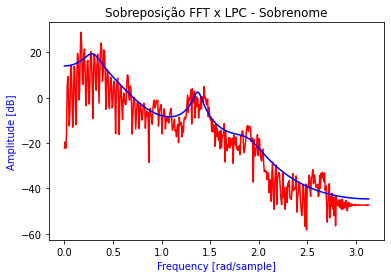 Sobreposição FFT x LPC - Sobrenome
Amplitude [dB]
20
0
−20
−40
−60
0.0 0.5 1.0 1.5 2.0 2.5 3.0
Frequency [rad/sample]